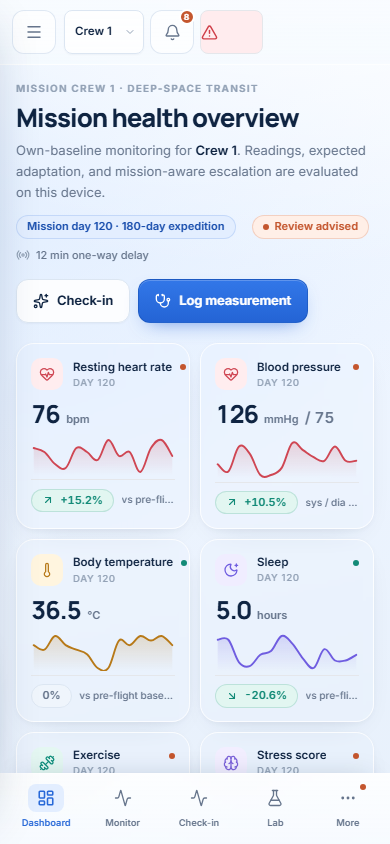 Crew 1
8
MISSION CREW 1 · DEEP-SPACE TRANSIT
Mission health overview
Own-baseline monitoring for Crew 1. Readings, expected
adaptation, and mission-aware escalation are evaluated
on this device.
Mission day 120 · 180-day expedition
Review advised
12 min one-way delay
Check-in
Log measurement
Resting heart rate
DAY 120
76 bpm
+15.2% vs pre-fli...
Blood pressure
DAY 120
126 mmHg / 75
+10.5% sys / dia ...
Body temperature
DAY 120
36.5 °C
0% vs pre-flight base...
Sleep
DAY 120
5.0 hours
-20.6% vs pre-fli...
Exercise
DAY 120
Stress score
DAY 120
Dashboard
Monitor
Check-in
Lab
More